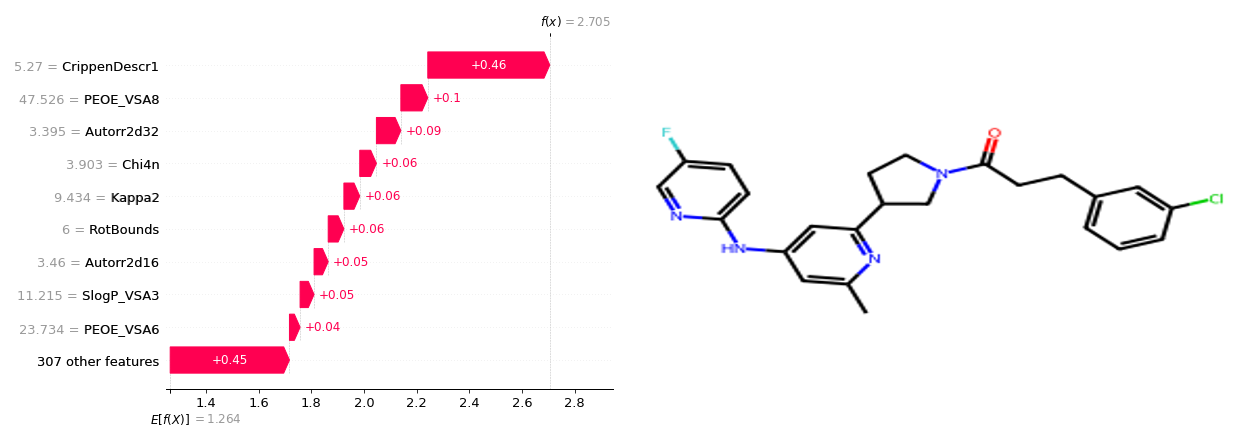 f(x) = 2.705
5.27 = CrippenDescr1 +0.46
47.526 = PEOE_VSA8 +0.1
3.395 = Autorr2d32 +0.09
3.903 = Chi4n +0.06
9.434 = Kappa2 +0.06
6 = RotBounds +0.06
3.46 = Autorr2d16 +0.05
11.215 = SlogP_VSA3 +0.05
23.734 = PEOE_VSA6 +0.04
307 other features +0.45
1.4 1.6 1.8 2.0 2.2 2.4 2.6 2.8
E[f(X)] = 1.264
F
O
N
Cl
N
HN
N